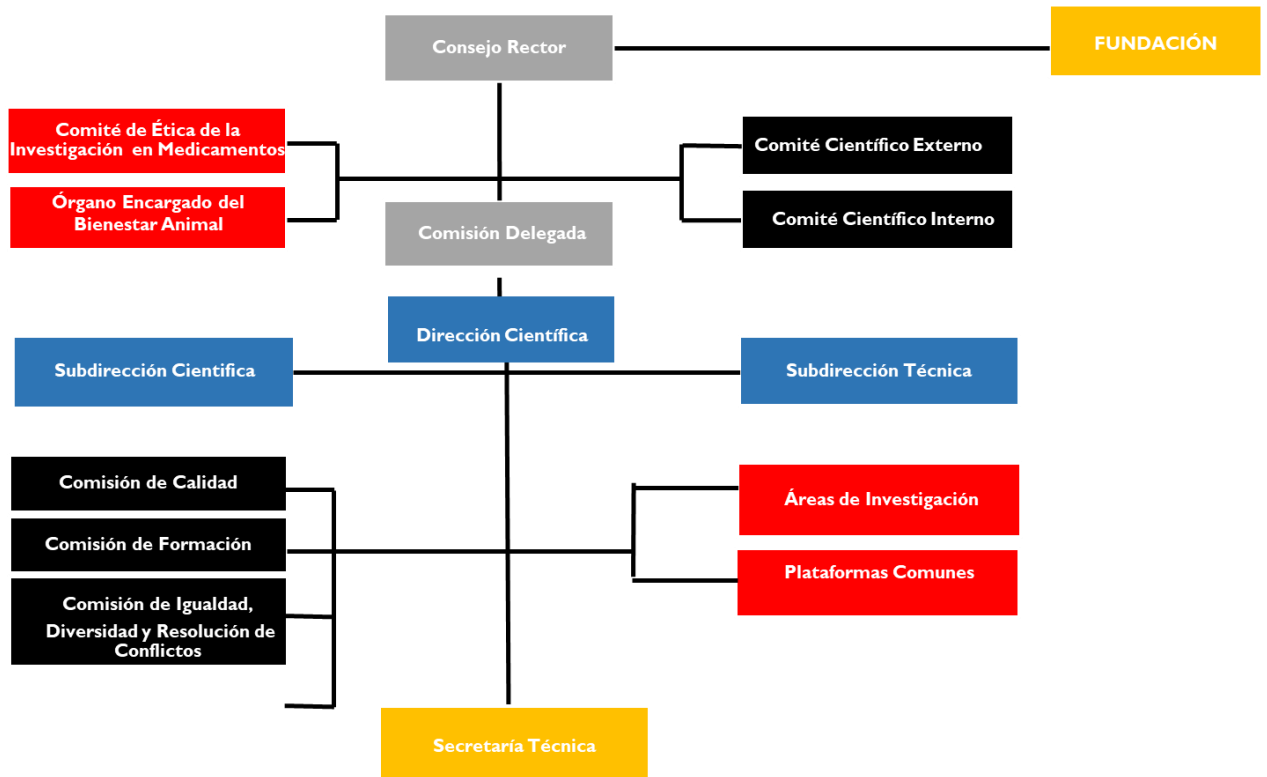 Consejo Rector
FUNDACIÓN
Comité de Ética de la
Investigación en Medicamentos
Órgano Encargado del
Bienestar Animal
Comité Científico Externo
Comité Científico Interno
Comisión Delegada
Dirección Científica
Subdirección Cientifica
Subdirección Técnica
Comisión de Calidad
Comisión de Formación
Comisión de Igualdad,
Diversidad y Resolución de
Conflictos
Áreas de Investigación
Plataformas Comunes
Secretaría Técnica